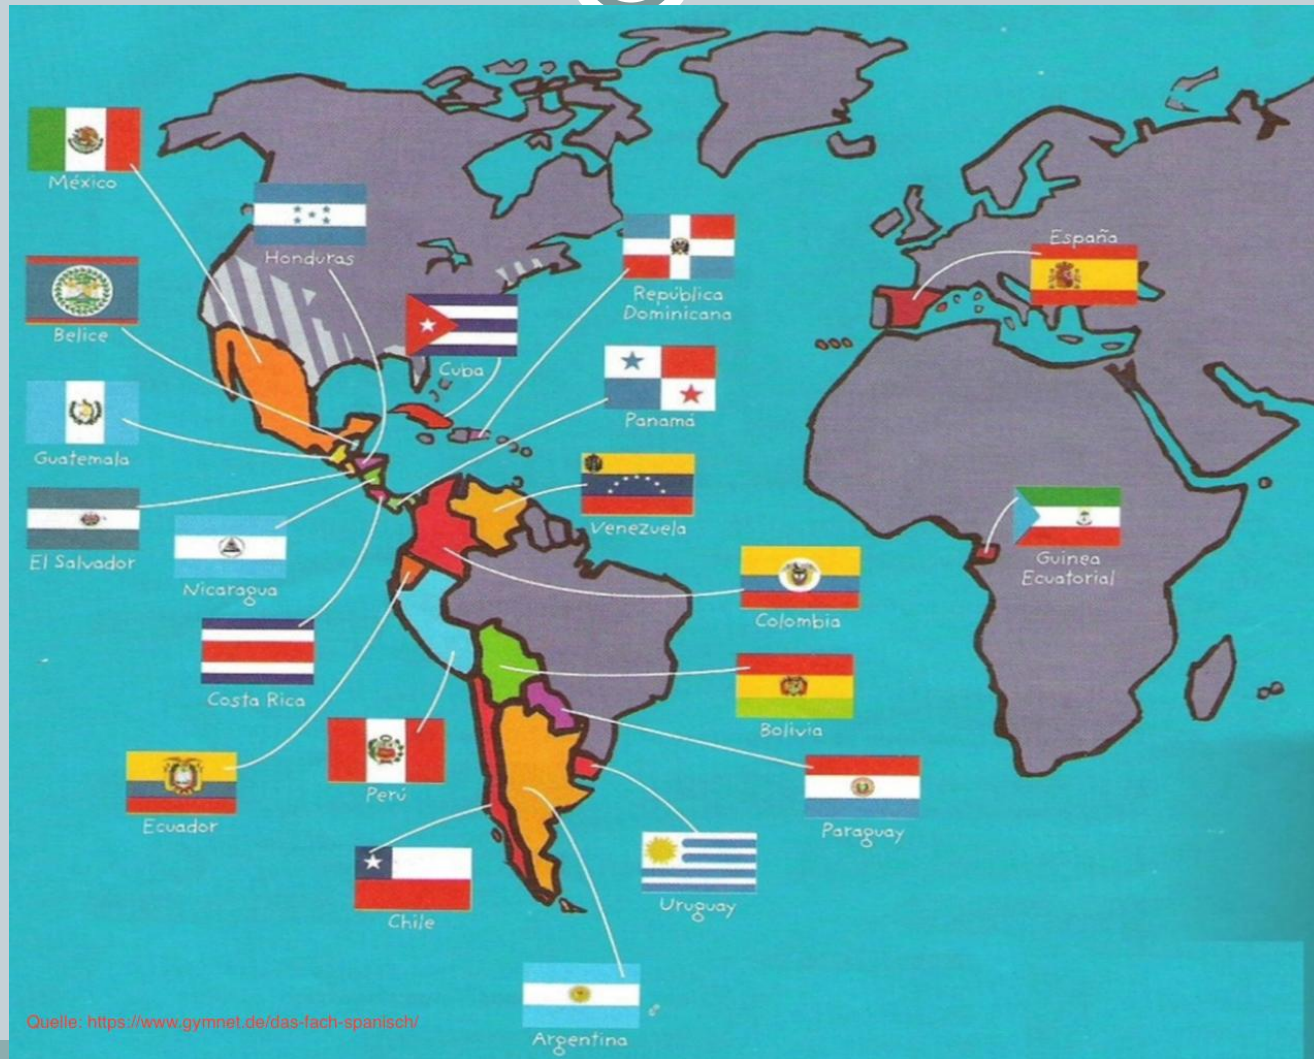 México
Honduras
República
Dominicana
España
Belice
Cuba
Panamá
Guatemala
Venezuela
El Salvador
Nicaragua
Guinea
Ecuatorial
Colombia
Costa Rica
Bolivia
Perú
Ecuador
Paraguay
Chile
Uruguay
Quelle: https://www.gymnet.de/das-fach-spanisch/
Argentina